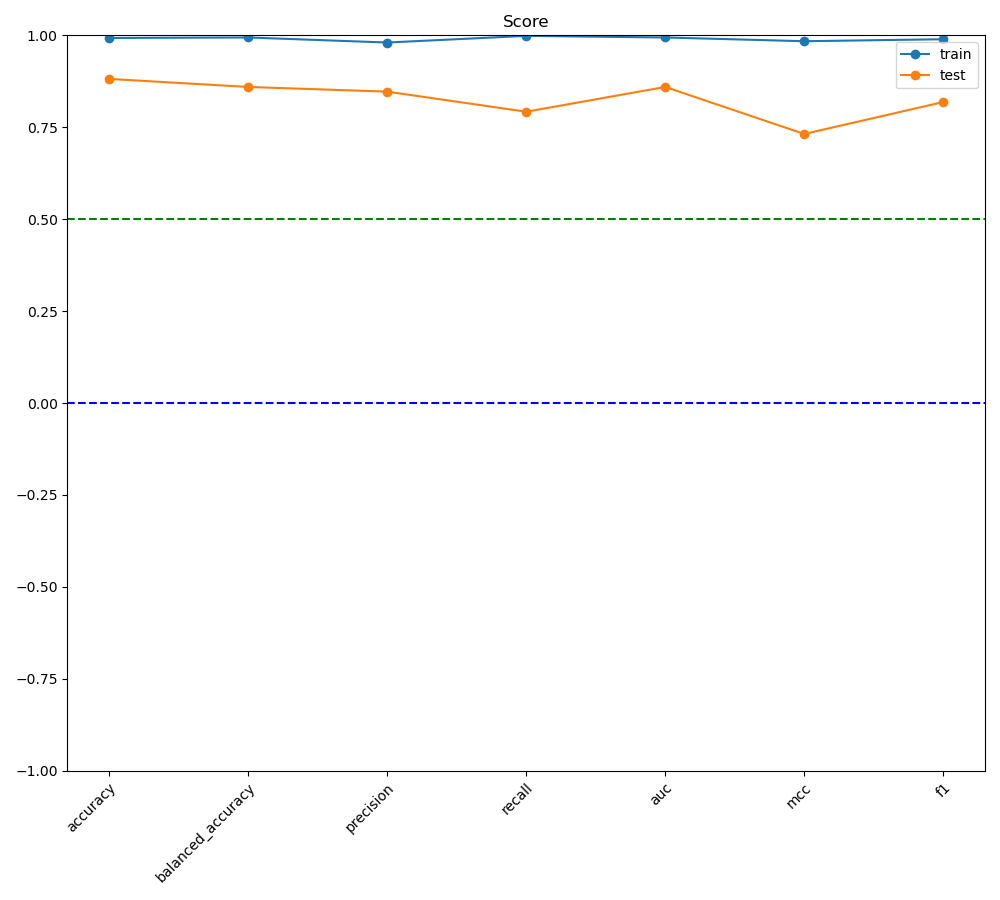 Score
train
test
1.00
0.75
0.50
0.25
0.00
−0.25
−0.50
−0.75
−1.00
accuracy
balanced_accuracy
precision
recall
auc
mcc
f1